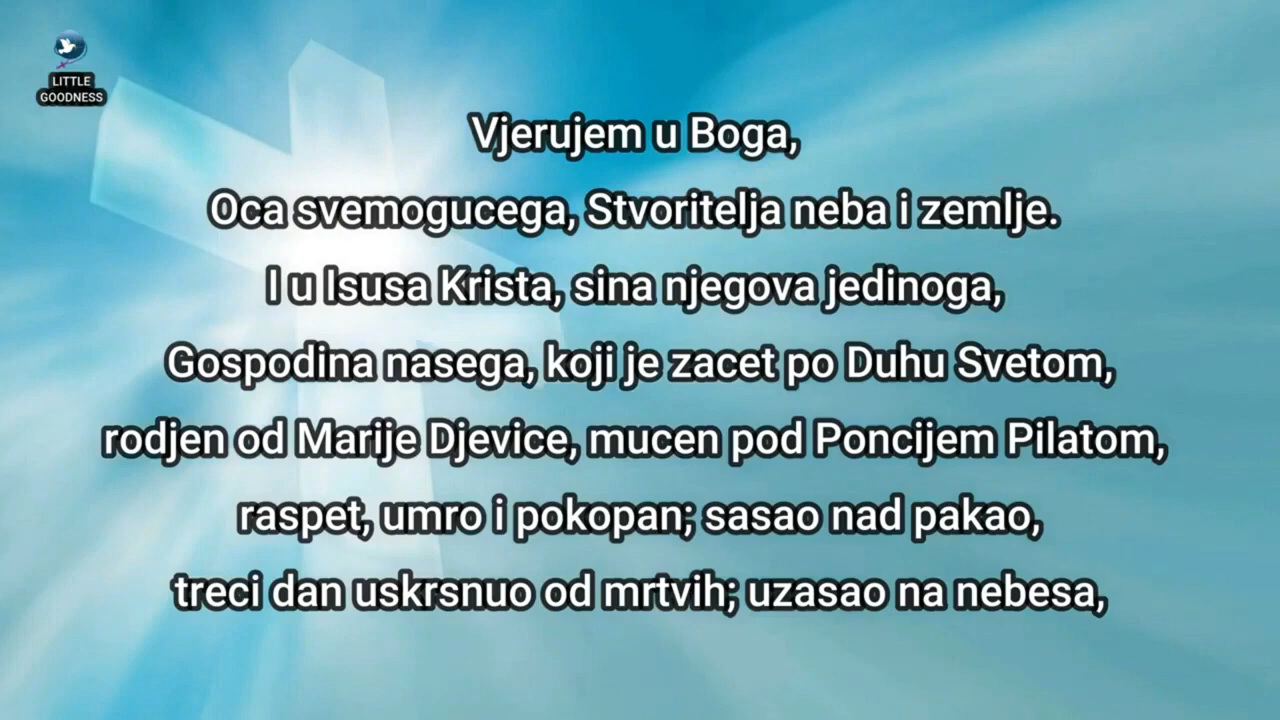 LITTLE
GOODNESS
Vjerujem u Boga,
Oca svemogucega, Stvoritelja neba i zemlje.
I u Isusa Krista, sina njegova jedinoga,
Gospodina nasega, koji je zacet po Duhu Svetom,
rodjen od Marije Djevice, mucen pod Poncijem Pilatom,
raspet, umro i pokopan; sasao nad pakao,
treci dan uskrsnuo od mrtvih; uzasao na nebesa,